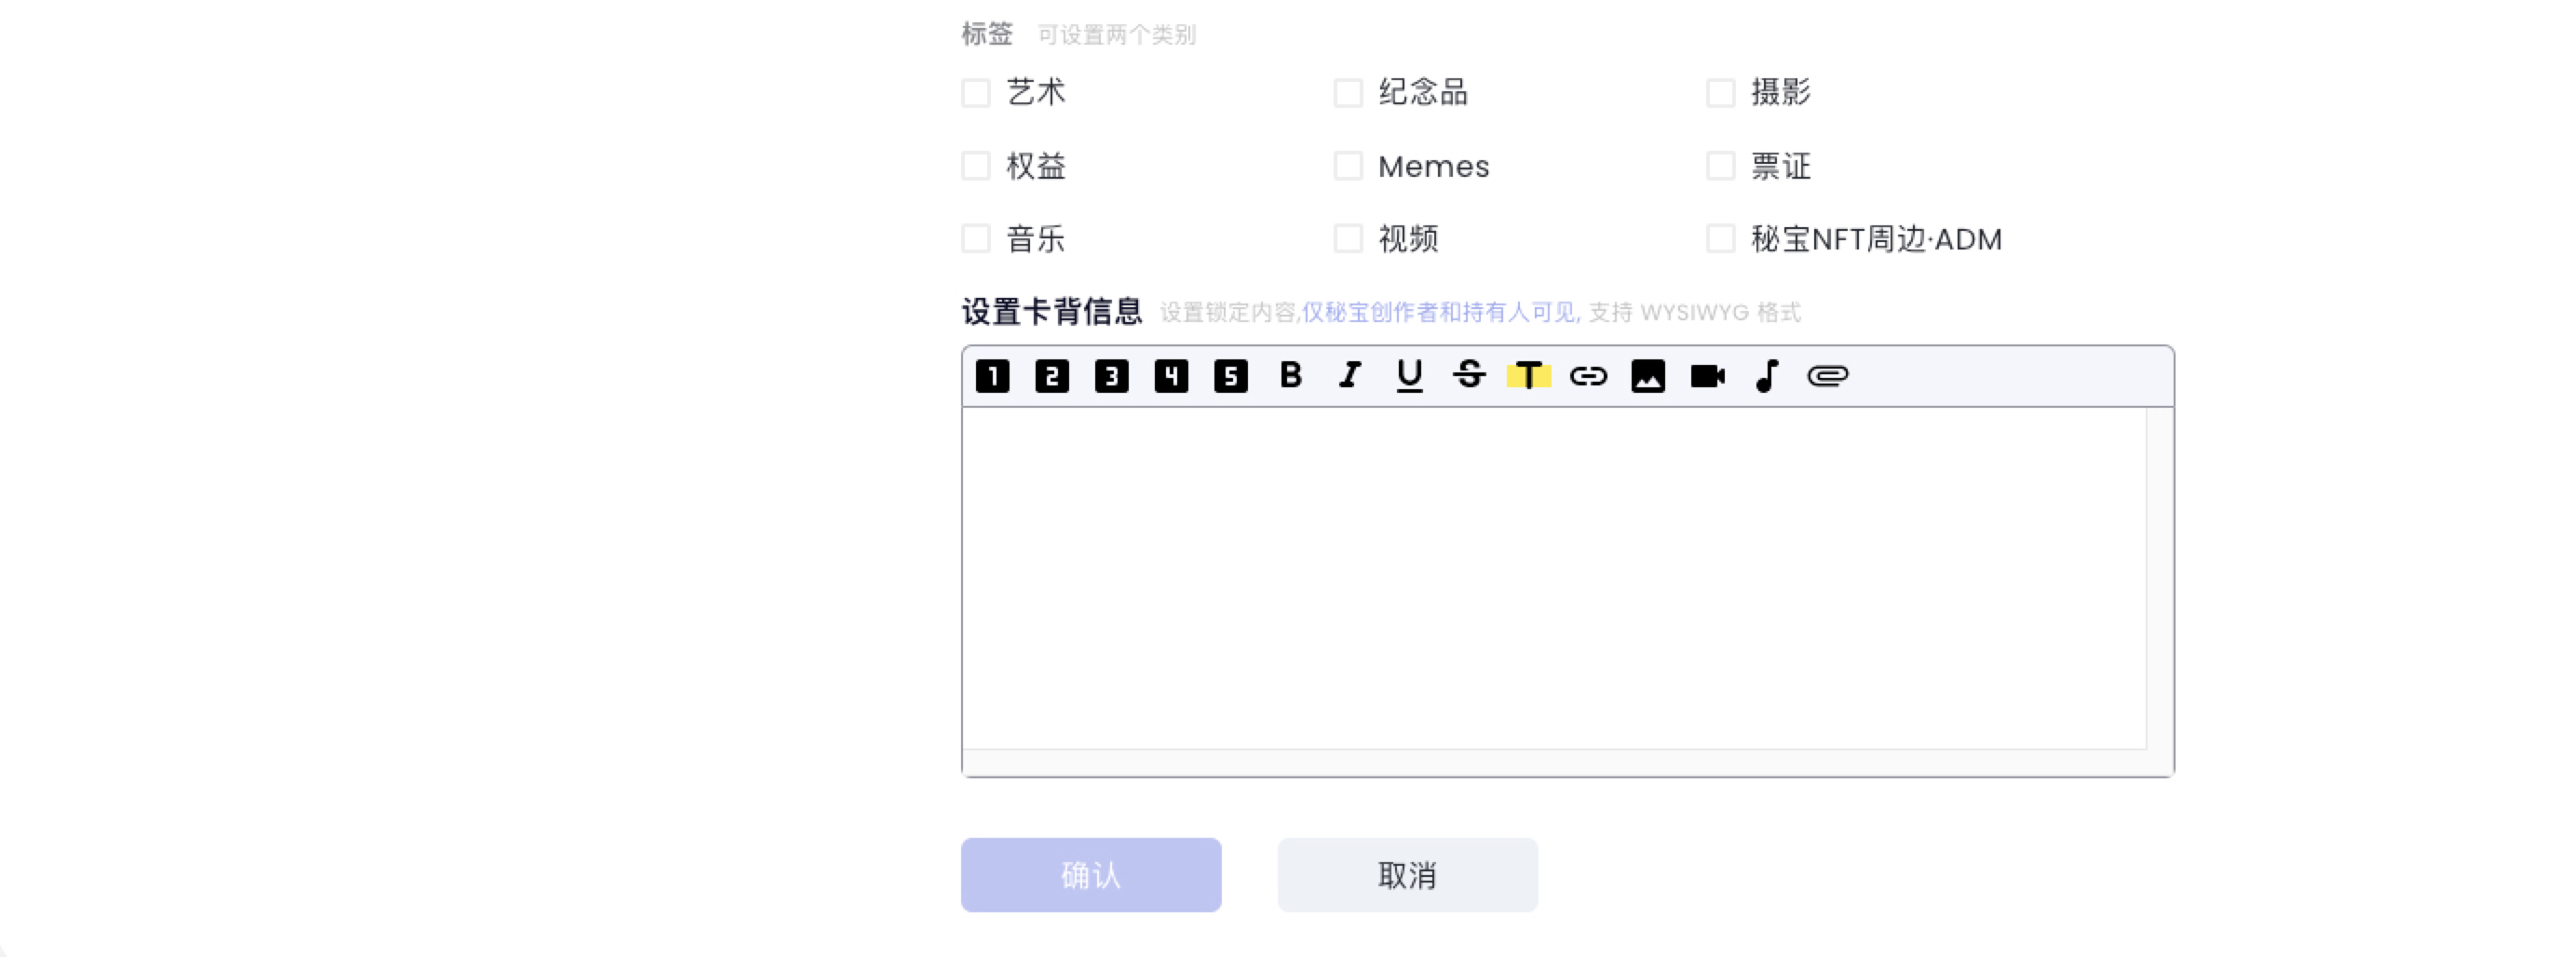 标签 可设置两个类别
艺术 纪念品 摄影
权益 Memes 票证
音乐 视频 秘宝NFT周边·ADM
设置卡背信息 设置锁定内容,仅秘宝创作者和持有人可见, 支持 WYSIWYG 格式
1 2 3 4 5 B I U S T
确认 取消